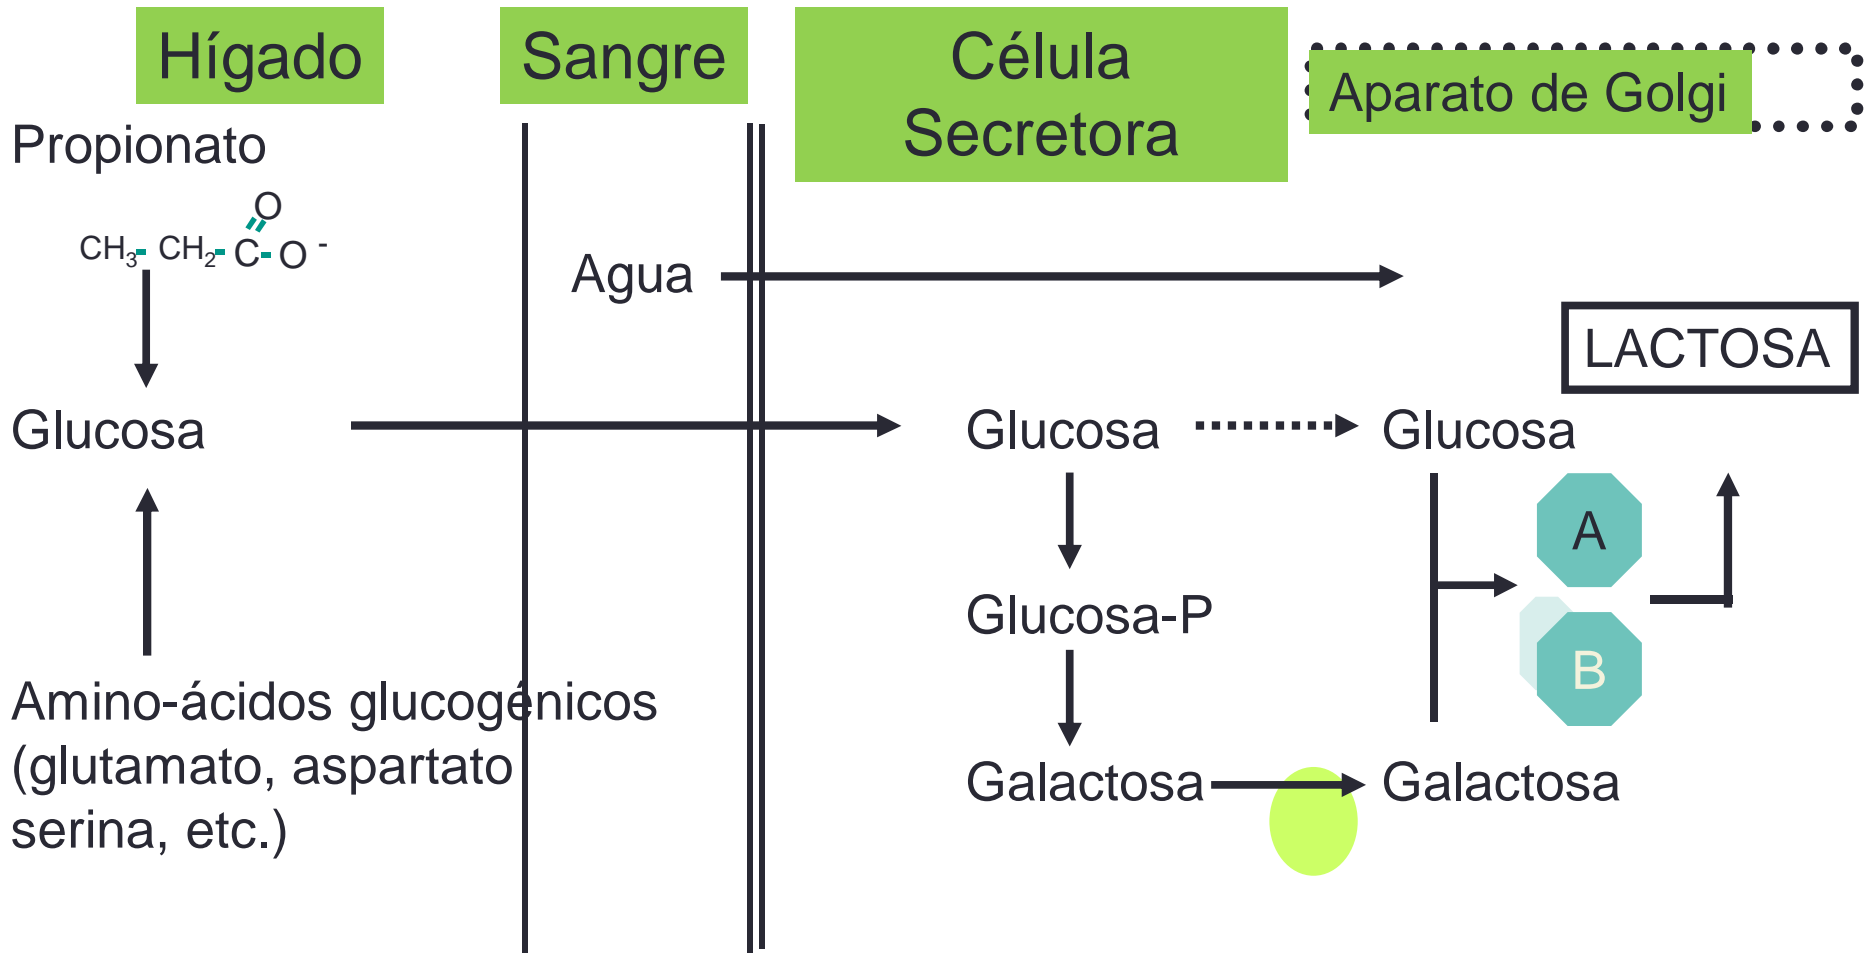 Hígado
Sangre
Célula
Secretora
Aparato de Golgi
Propionato
O
CH3 CH2 C O -
Agua
LACTOSA
Glucosa
Glucosa
Glucosa
A
Glucosa-P
B
Amino-ácidos glucogénicos
(glutamato, aspartato
serina, etc.)
Galactosa
Galactosa